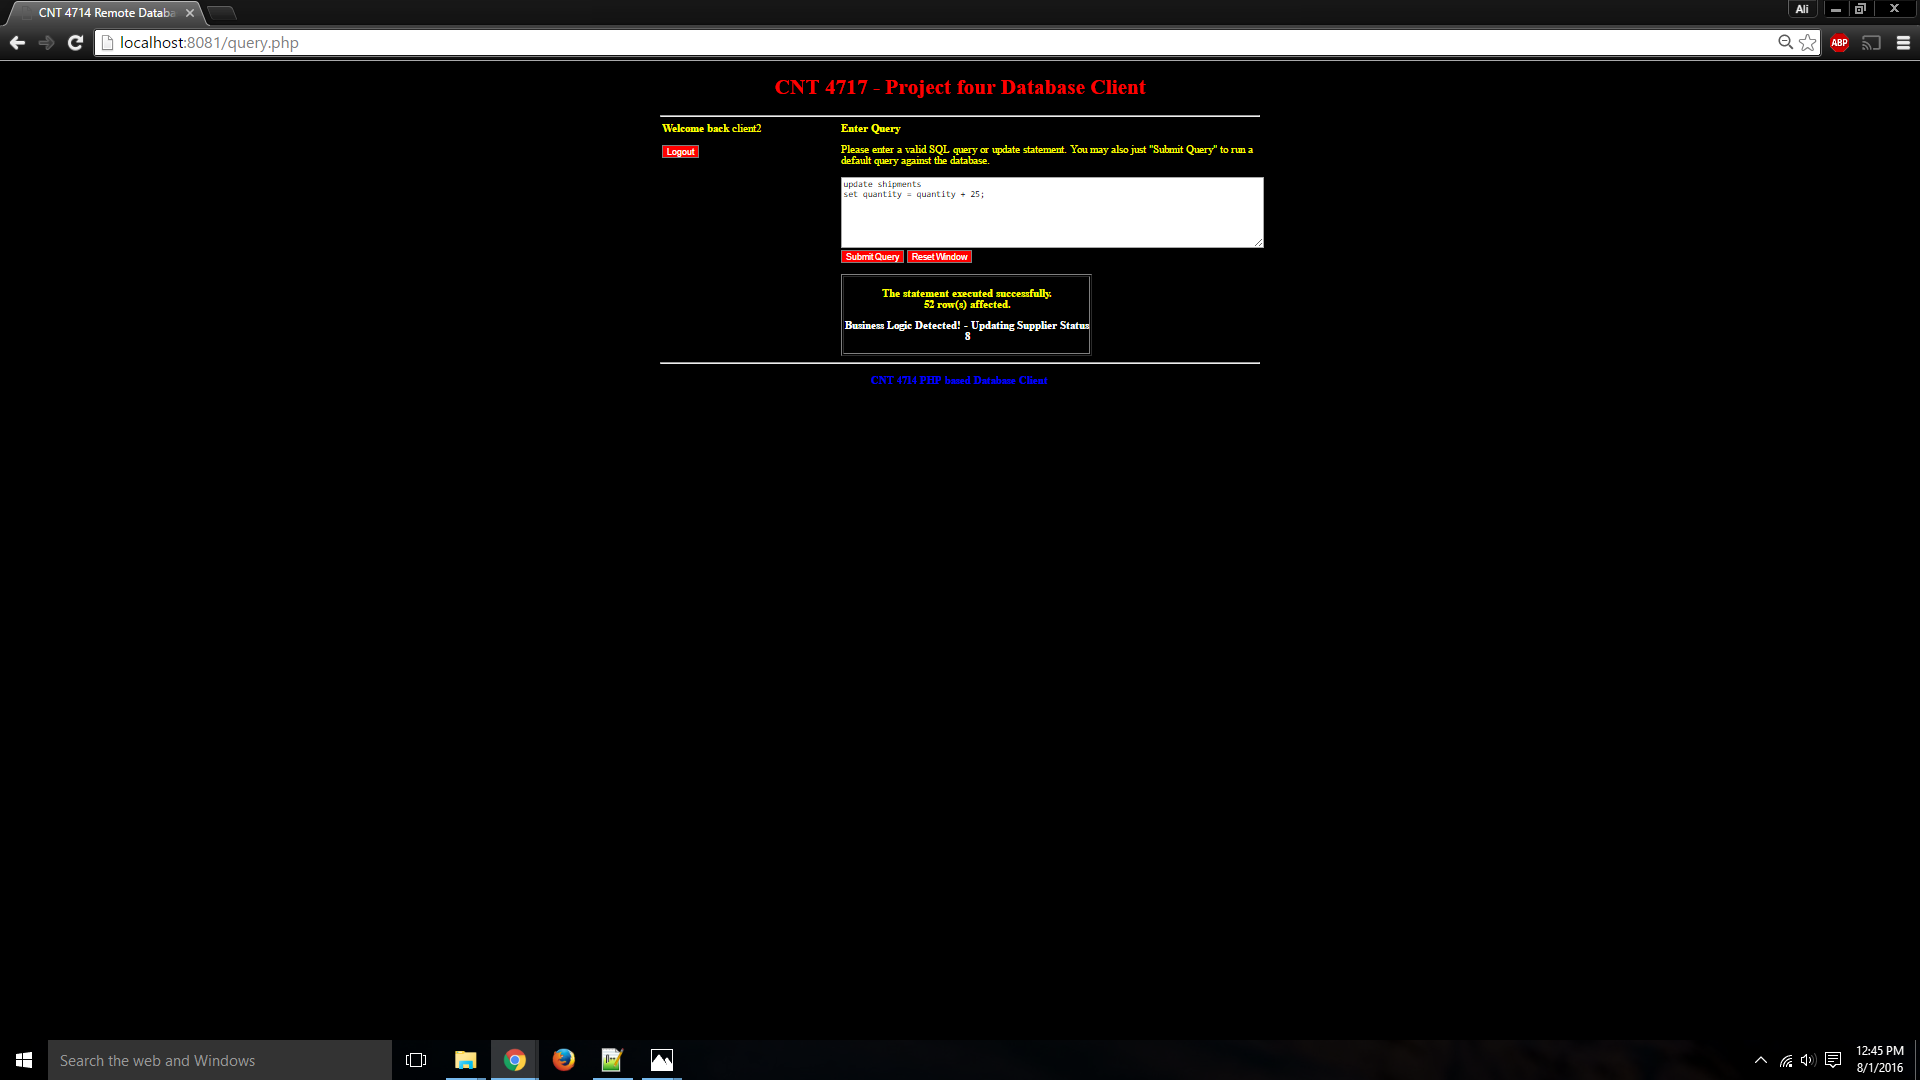 CNT 4714 Remote Databa
Ali
localhost:8081/query.php
ABP
CNT 4717 - Project four Database Client
Welcome back client2
Logout
Enter Query
Please enter a valid SQL query or update statement. You may also just "Submit Query" to run a
default query against the database.
update shipments
set quantity = quantity + 25;
Submit Query Reset Window
The statement executed successfully.
52 row(s) affected.
Business Logic Detected! - Updating Supplier Status
8
CNT 4714 PHP based Database Client
Search the web and Windows
12:45 PM
8/1/2016